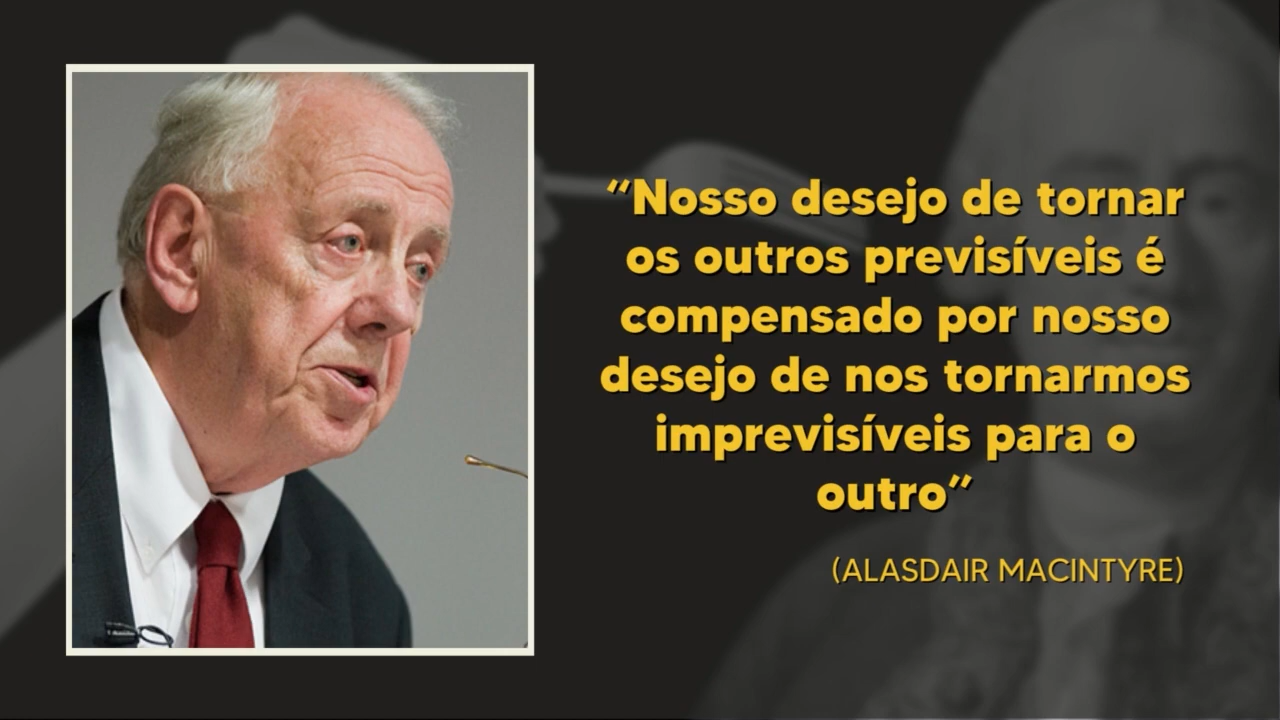 “Nosso desejo de tornar
os outros previsíveis é
compensado por nosso
desejo de nos tornarmos
imprevisíveis para o
outro”
(ALASDAIR MACINTYRE)